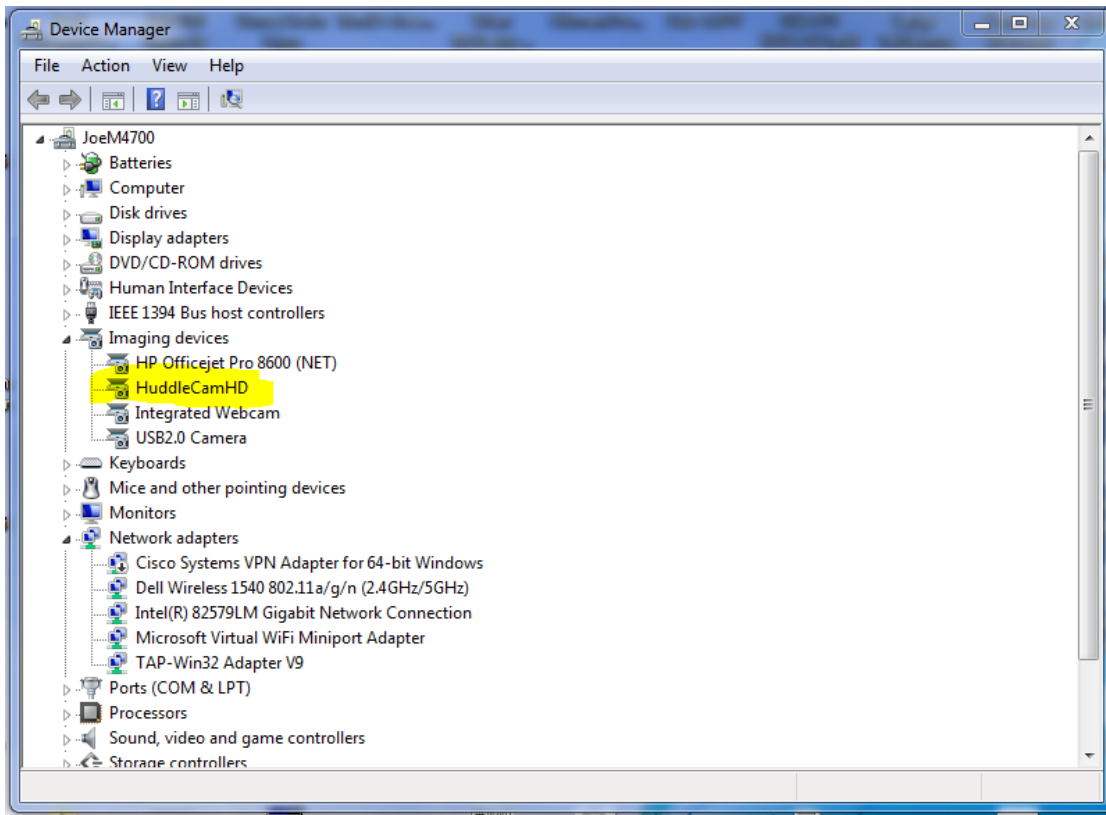 Device Manager
File Action View Help
JoeM4700
Batteries
Computer
Disk drives
Display adapters
DVD/CD-ROM drives
Human Interface Devices
IEEE 1394 Bus host controllers
Imaging devices
HP Officejet Pro 8600 (NET)
HuddleCamHD
Integrated Webcam
USB2.0 Camera
Keyboards
Mice and other pointing devices
Monitors
Network adapters
Cisco Systems VPN Adapter for 64-bit Windows
Dell Wireless 1540 802.11a/g/n (2.4GHz/5GHz)
Intel(R) 82579LM Gigabit Network Connection
Microsoft Virtual WiFi Miniport Adapter
TAP-Win32 Adapter V9
Ports (COM & LPT)
Processors
Sound, video and game controllers
Storage controllers